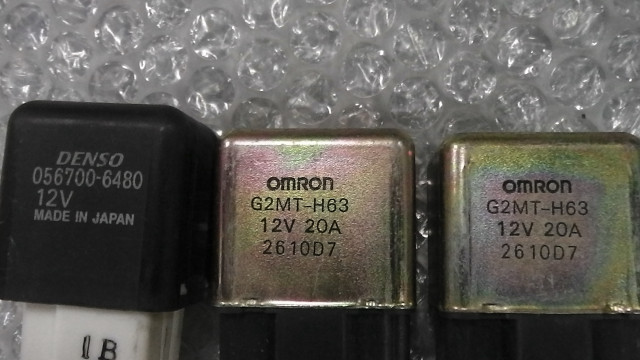 DENSO
056700-6480
12V
MADE IN JAPAN
1B
OMRON
G2MT-H63
12V 20A
2610D7
OMRON
G2MT-H63
12V 20A
2610D7